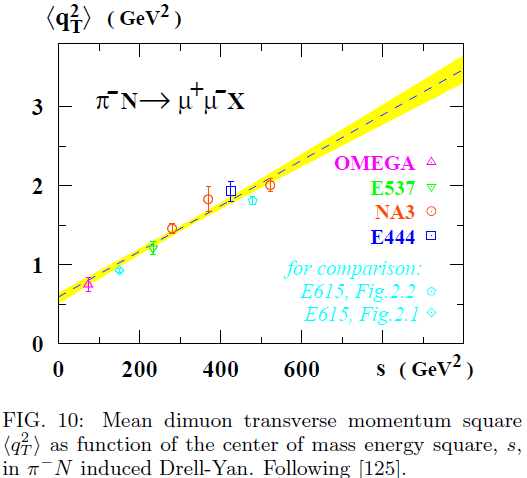 ⟨q_T^2⟩ ( GeV^2 )
π^-N→ μ^+μ^-X
3
2
1
0
OMEGA
E537
NA3
E444
for comparison:
E615, Fig.2.2
E615, Fig.2.1
0 200 400 600 s ( GeV^2 )
FIG. 10: Mean dimuon transverse momentum square
⟨q_T^2⟩ as function of the center of mass energy square, s,
in π^-N induced Drell-Yan. Following [125].